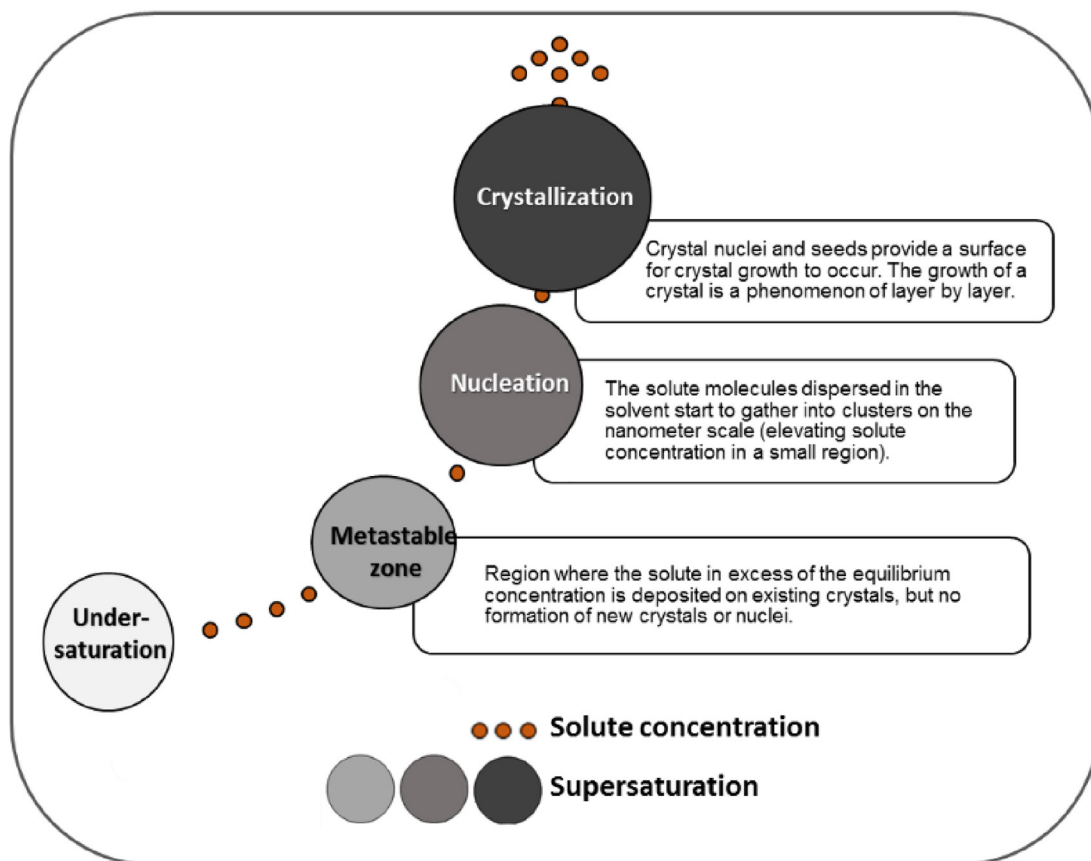 Crystallization
Crystal nuclei and seeds provide a surface
for crystal growth to occur. The growth of a
crystal is a phenomenon of layer by layer.
Nucleation
The solute molecules dispersed in the
solvent start to gather into clusters on the
nanometer scale (elevating solute
concentration in a small region).
Metastable
zone
Region where the solute in excess of the equilibrium
concentration is deposited on existing crystals, but no
formation of new crystals or nuclei.
Under-
saturation
Solute concentration
Supersaturation